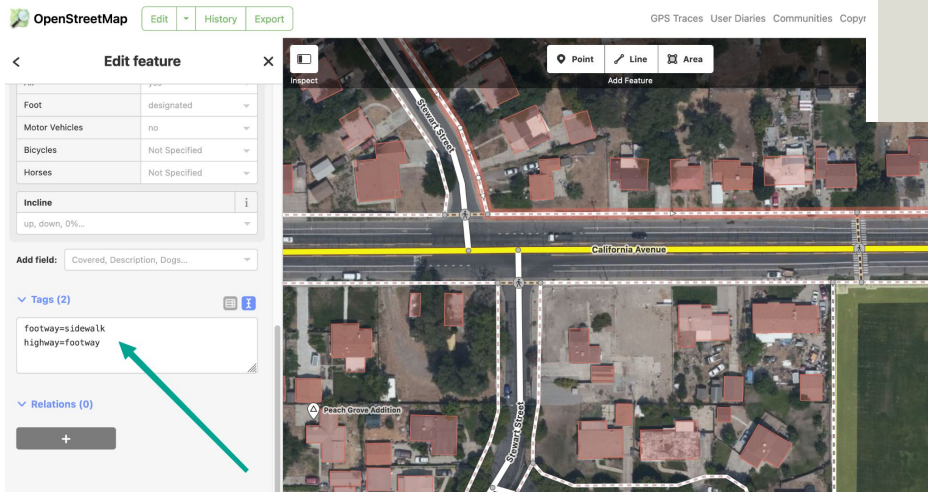 OpenStreetMap
Edit
History
Export
GPS Traces
User Diaries
Communities
Edit feature
Foot
designated
Motor Vehicles
no
Bicycles
Not Specified
Horses
Not Specified
Incline
i
up, down, 0%...
Add field:
Covered, Description, Dogs...
Tags (2)
footway=sidewalk
highway=footway
Relations (0)
+
Inspect
Point
Line
Area
Add Feature
Stewart Street
California Avenue
Peach Grove Addition
Stewart Street